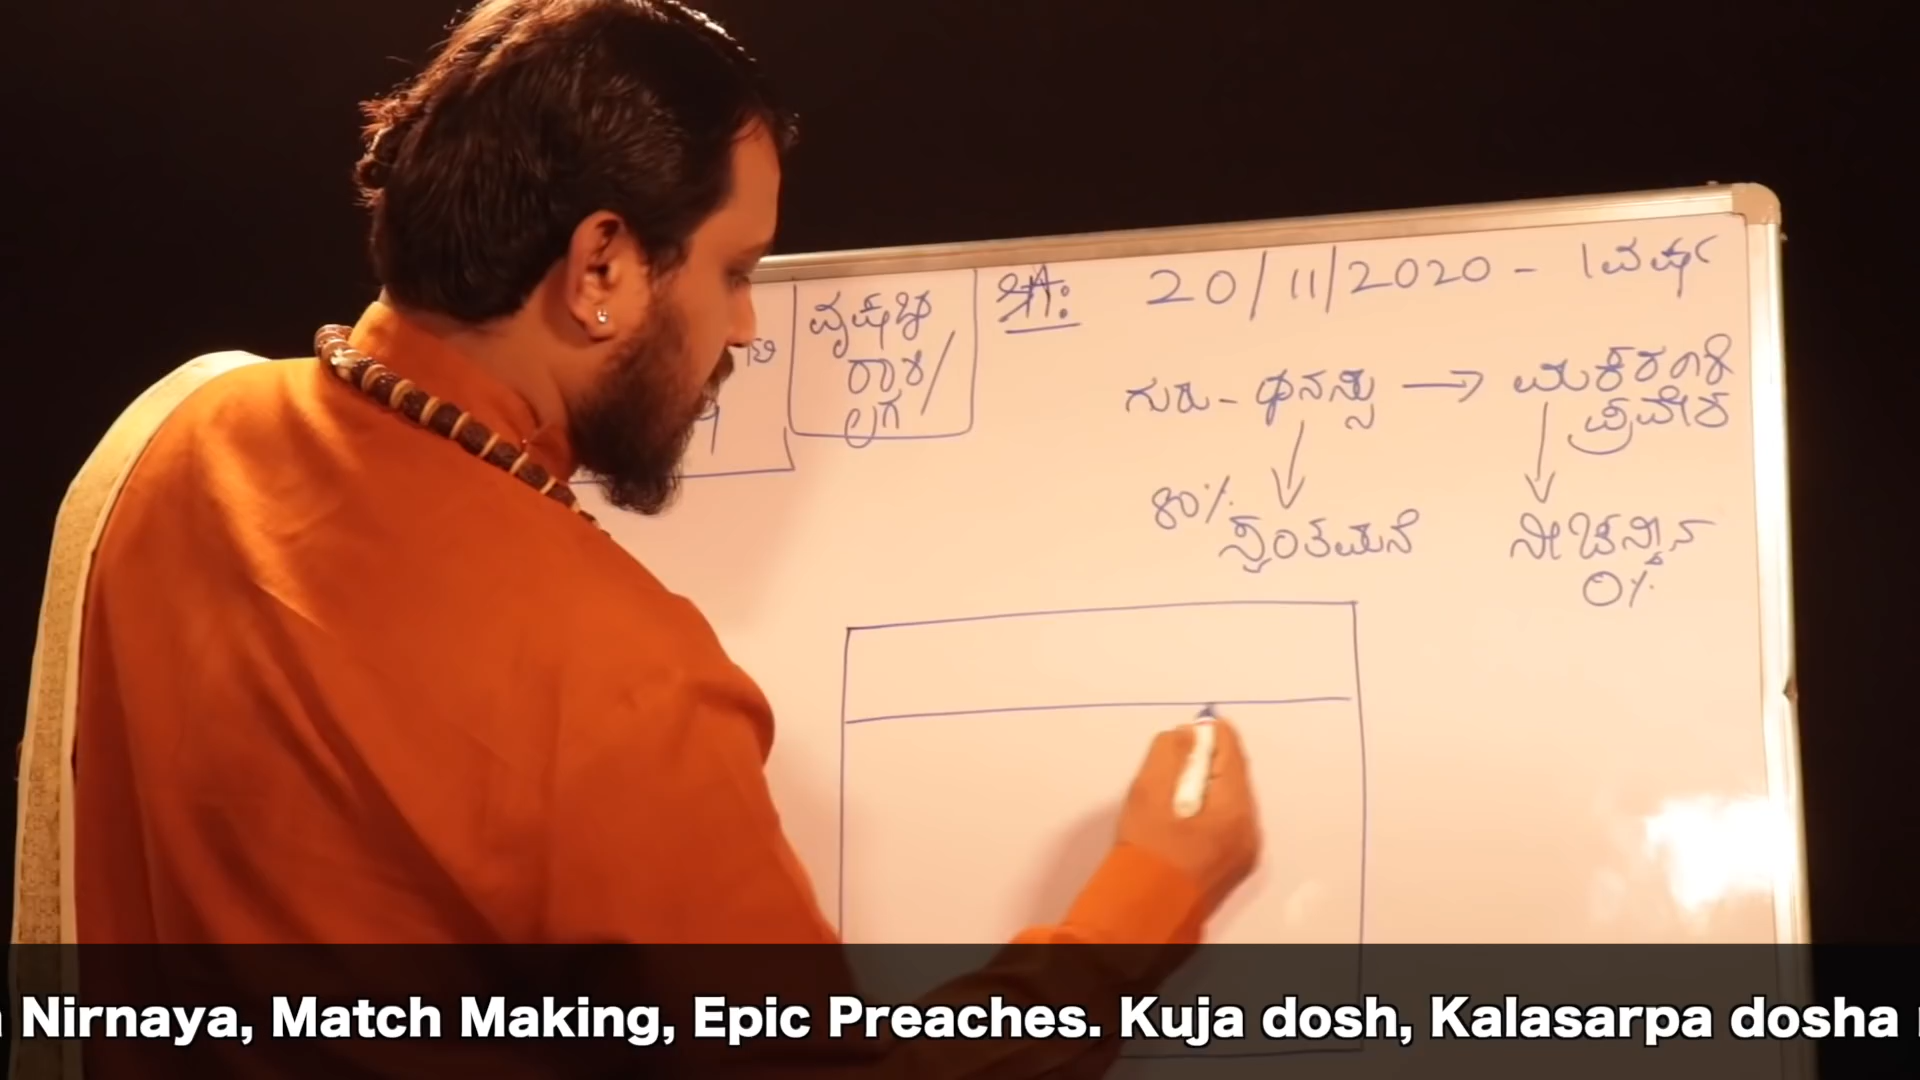 ಶ್ರೀಃ 20/11/2020 - 1ವರ್ಷ
ವೃಷಭ
ರಾಶಿ/
ಲಗ್ನ
ಗುರು - ಧನಸ್ಸು → ಮಕರರಾಶಿ
ಪ್ರವೇಶ
80%
ಸ್ವಂತಮನೆ
ನೀಚಸ್ಥಾನ
0%
Nirnaya, Match Making, Epic Preaches. Kuja dosh, Kalasarpa dosha